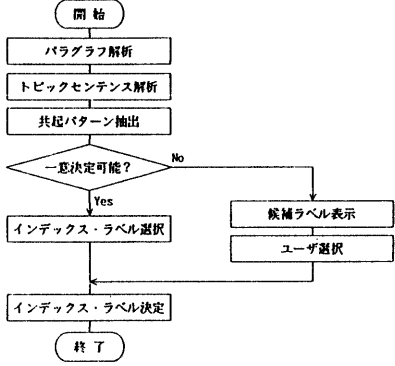 開 始
パラグラフ解析
トピックセンテンス解析
共起パターン抽出
一意決定可能?
No
Yes
インデックス・ラベル選択
候補ラベル表示
ユーザ選択
インデックス・ラベル決定
終 了